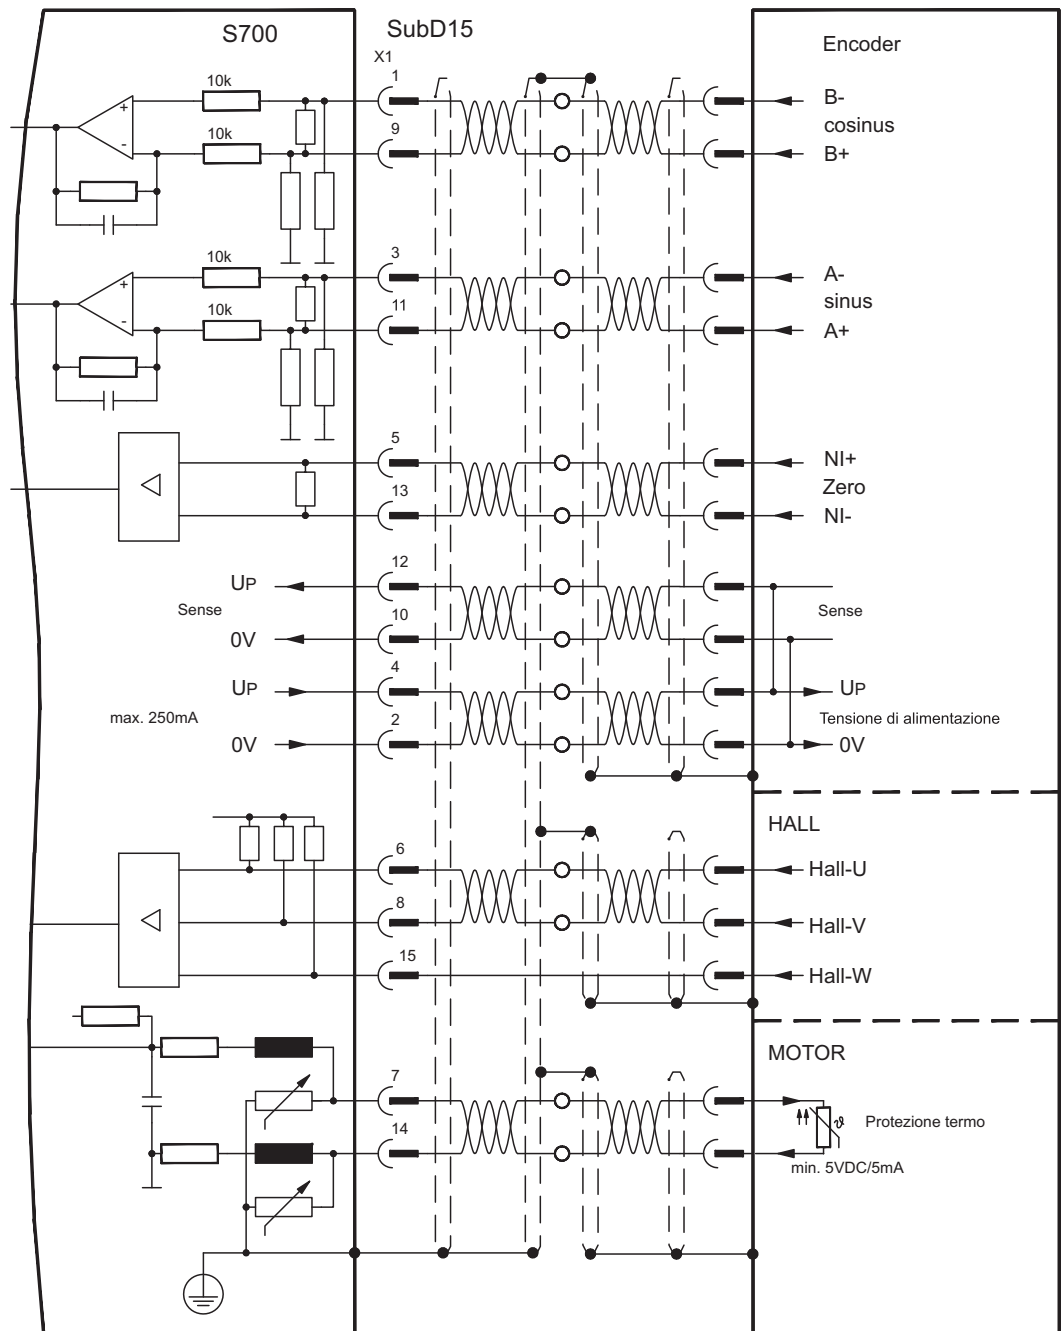 S700
SubD15
Encoder
X1
10k
1
B-
cosinus
10k
9
B+
10k
3
A-
sinus
10k
11
A+
5
NI+
Zero
13
NI-
UP
12
Sense
Sense
0V
10
UP
4
UP
max. 250mA
Tensione di alimentazione
0V
2
0V
HALL
6
Hall-U
8
Hall-V
15
Hall-W
MOTOR
7
ϑ
Protezione termo
14
min. 5VDC/5mA